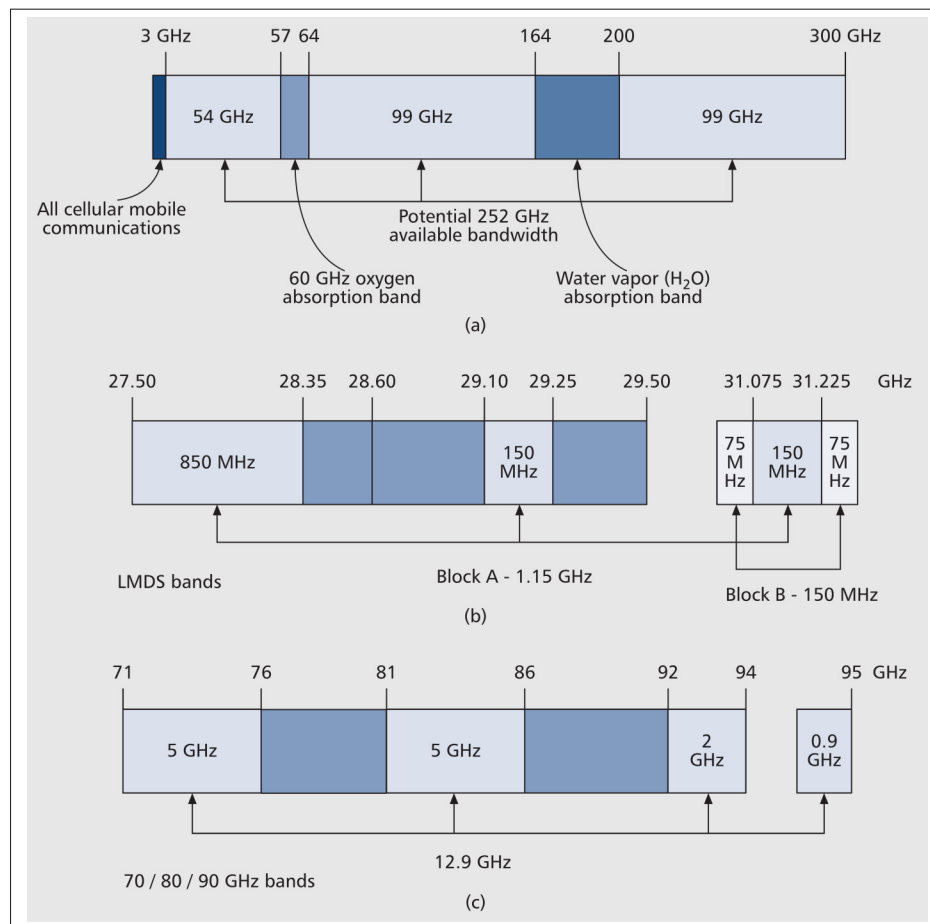 3 GHz 57 64 164 200 300 GHz
54 GHz 99 GHz 99 GHz
All cellular mobile
communications
Potential 252 GHz
available bandwidth
60 GHz oxygen
absorption band
Water vapor (H₂O)
absorption band
(a)
27.50 28.35 28.60 29.10 29.25 29.50 31.075 31.225 GHz
850 MHz
150
MHz
75
M
Hz
150
MHz
75
M
Hz
LMDS bands
Block A - 1.15 GHz
Block B - 150 MHz
(b)
71 76 81 86 92 94 95 GHz
5 GHz 5 GHz
2
GHz
0.9
GHz
12.9 GHz
70 / 80 / 90 GHz bands
(c)